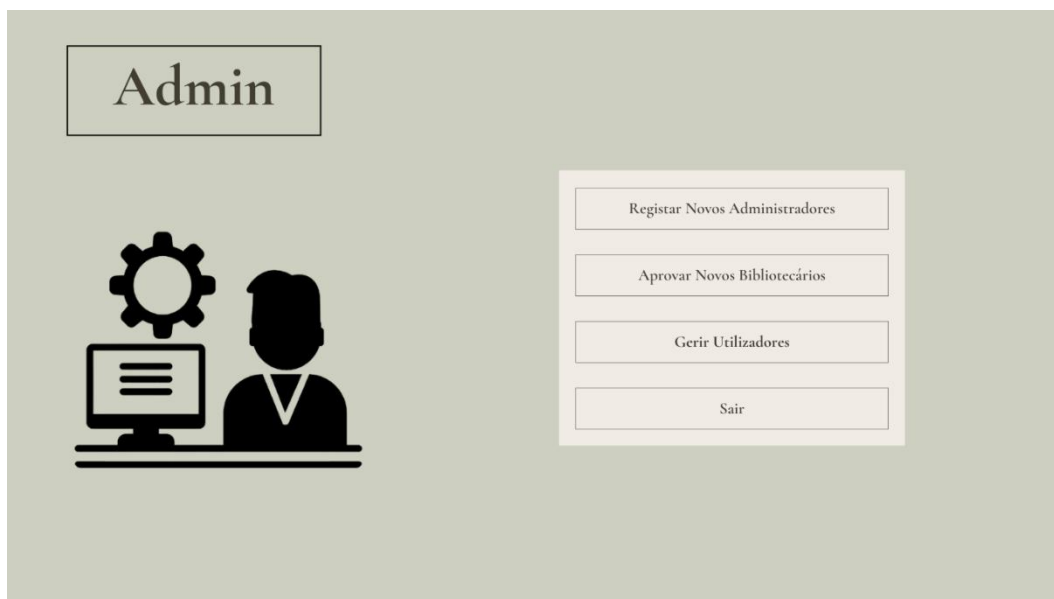 Admin
Registar Novos Administradores
Aprovar Novos Bibliotecários
Gerir Utilizadores
Sair